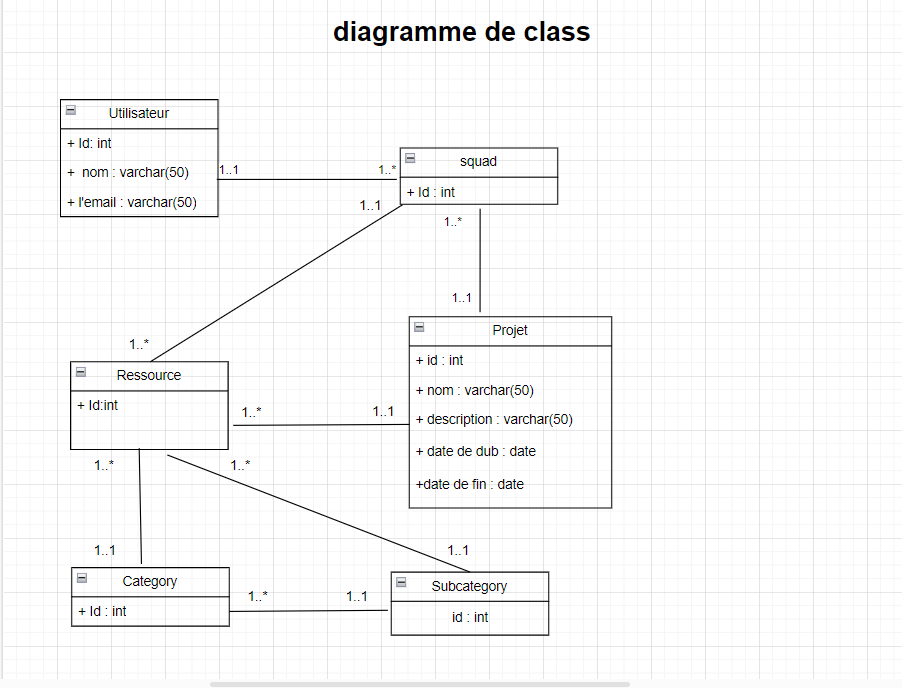 diagramme de class
Utilisateur
+ Id: int
+ nom : varchar(50)
+ l'email : varchar(50)
1..1
1..*
squad
+ Id : int
1..1
1..*
1..1
1..*
Projet
+ id : int
+ nom : varchar(50)
+ description : varchar(50)
+ date de dub : date
+date de fin : date
Ressource
+ Id:int
1..*
1..1
1..*
1..*
1..1
1..1
Category
+ Id : int
1..*
1..1
Subcategory
id : int